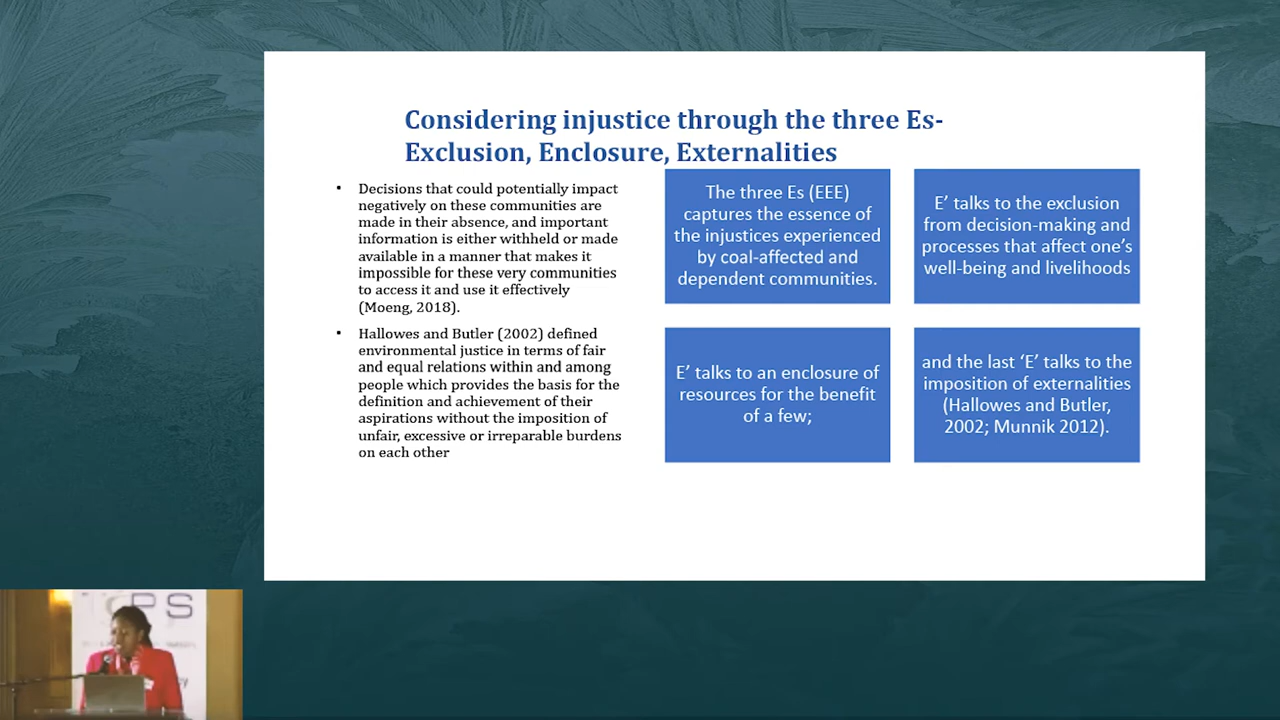 Considering injustice through the three Es-
Exclusion, Enclosure, Externalities
• Decisions that could potentially impact
negatively on these communities are
made in their absence, and important
information is either withheld or made
available in a manner that makes it
impossible for these very communities
to access it and use it effectively
(Moeng, 2018).
• Hallowes and Butler (2002) defined
environmental justice in terms of fair
and equal relations within and among
people which provides the basis for the
definition and achievement of their
aspirations without the imposition of
unfair, excessive or irreparable burdens
on each other
The three Es (EEE)
captures the essence of
the injustices experienced
by coal-affected and
dependent communities.
E’ talks to the exclusion
from decision-making and
processes that affect one’s
well-being and livelihoods
E’ talks to an enclosure of
resources for the benefit
of a few;
and the last ‘E’ talks to the
imposition of externalities
(Hallowes and Butler,
2002; Munnik 2012).
PS